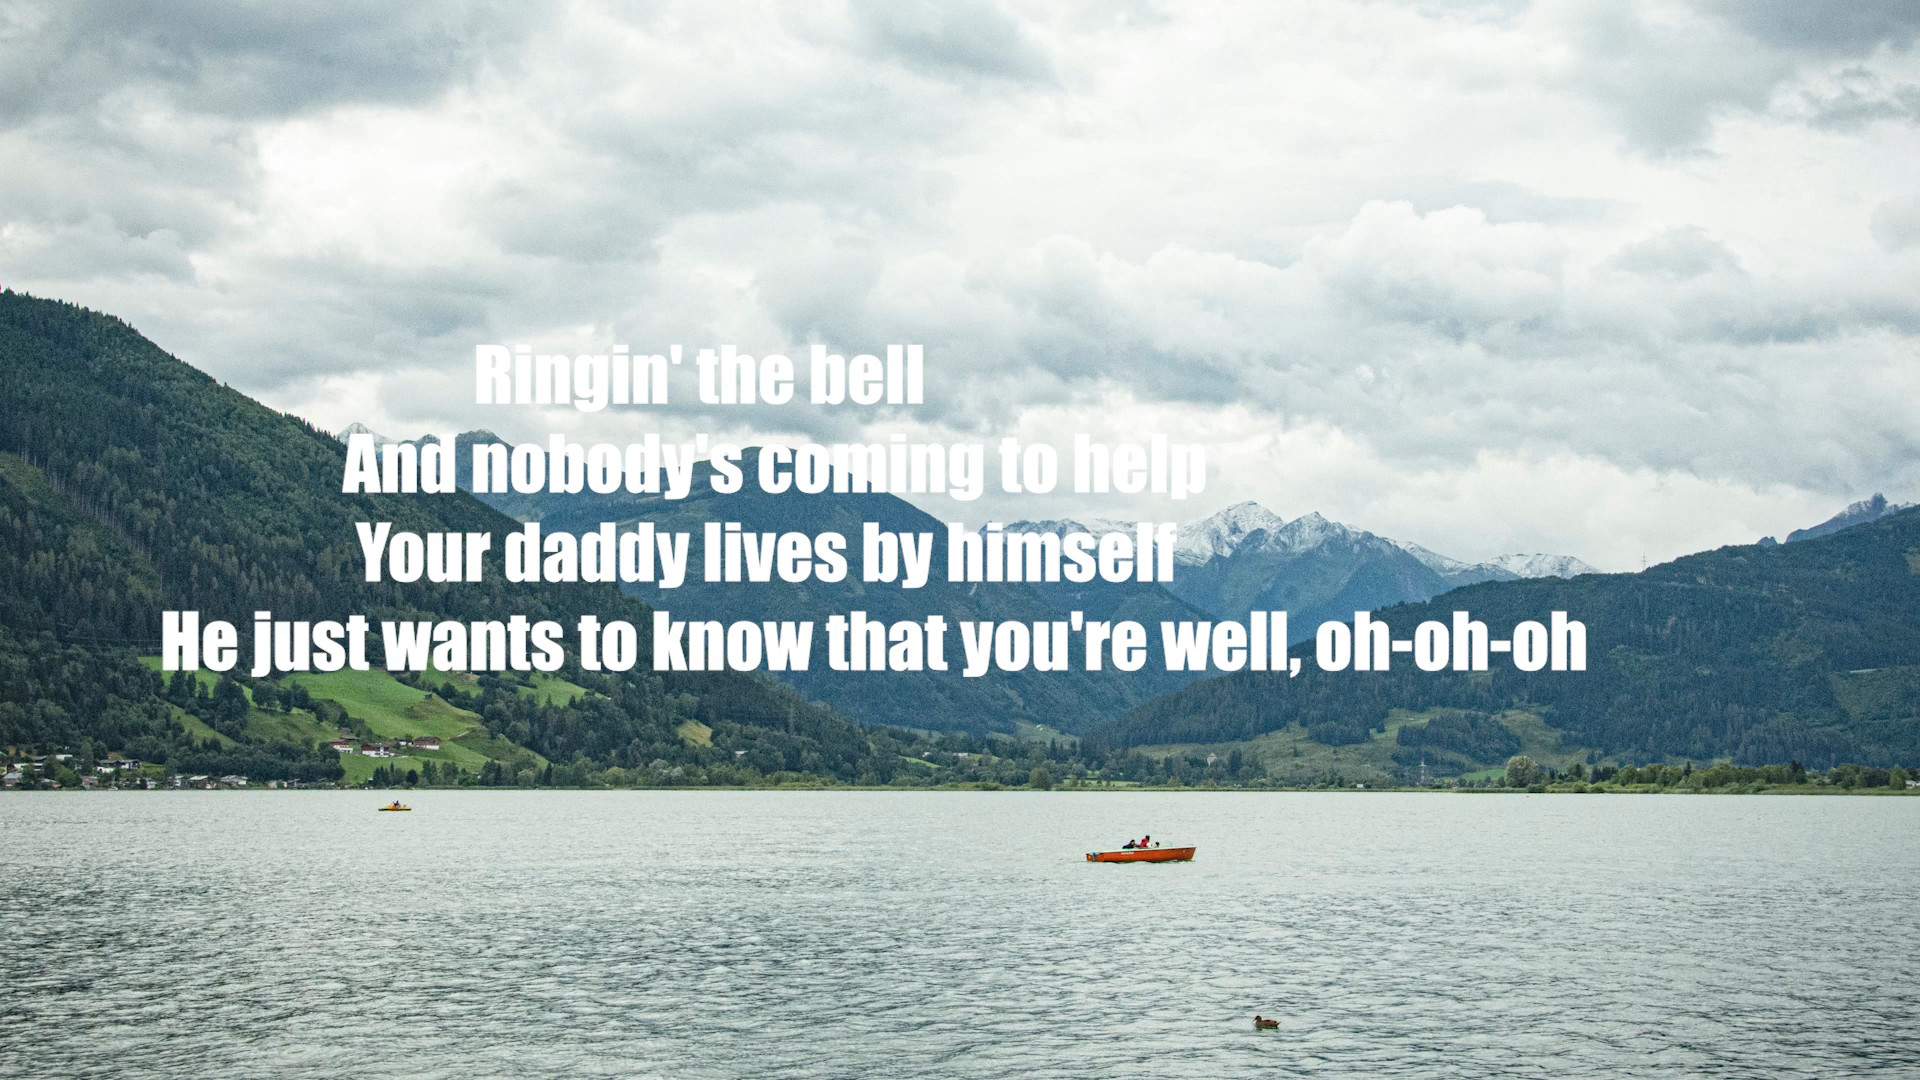 Ringin' the bell
And nobody's coming to help
Your daddy lives by himself
He just wants to know that you're well, oh-oh-oh